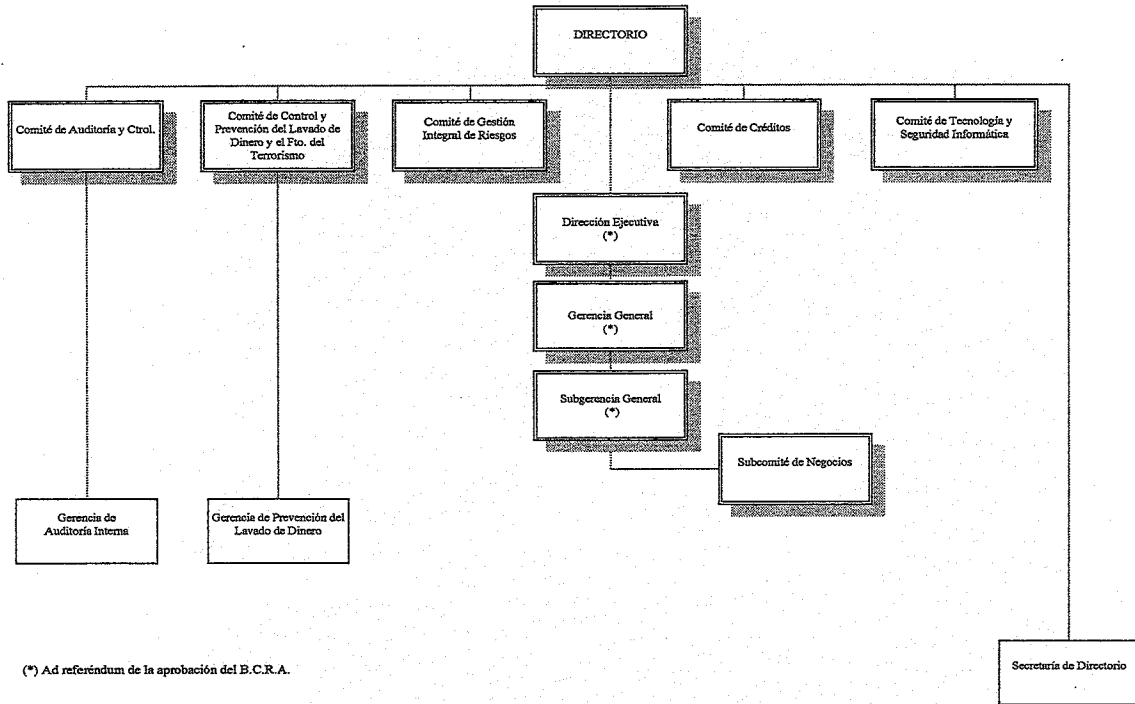 DIRECTORIO
Comité de Auditoría y Ctrol.
Comité de Control y
Prevención del Lavado de
Dinero y el Fto. del
Terrorismo
Comité de Gestión
Integral de Riesgos
Comité de Créditos
Comité de Tecnología y
Seguridad Informática
Dirección Ejecutiva
(*)
Gerencia General
(*)
Subgerencia General
(*)
Subcomité de Negocios
Gerencia de
Auditoría Interna
Gerencia de Prevención del
Lavado de Dinero
(*) Ad referéndum de la aprobación del B.C.R.A.
Secretaría de Directorio